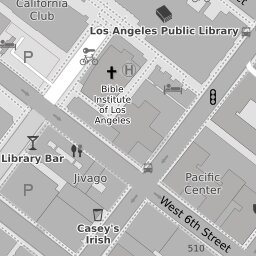 California
Club
Los Angeles Public Library
P
H
Bible
Institute
of Los
Angeles
Library Bar
Jivago
P
Pacific
Center
West 6th Street
Casey's
Irish
510